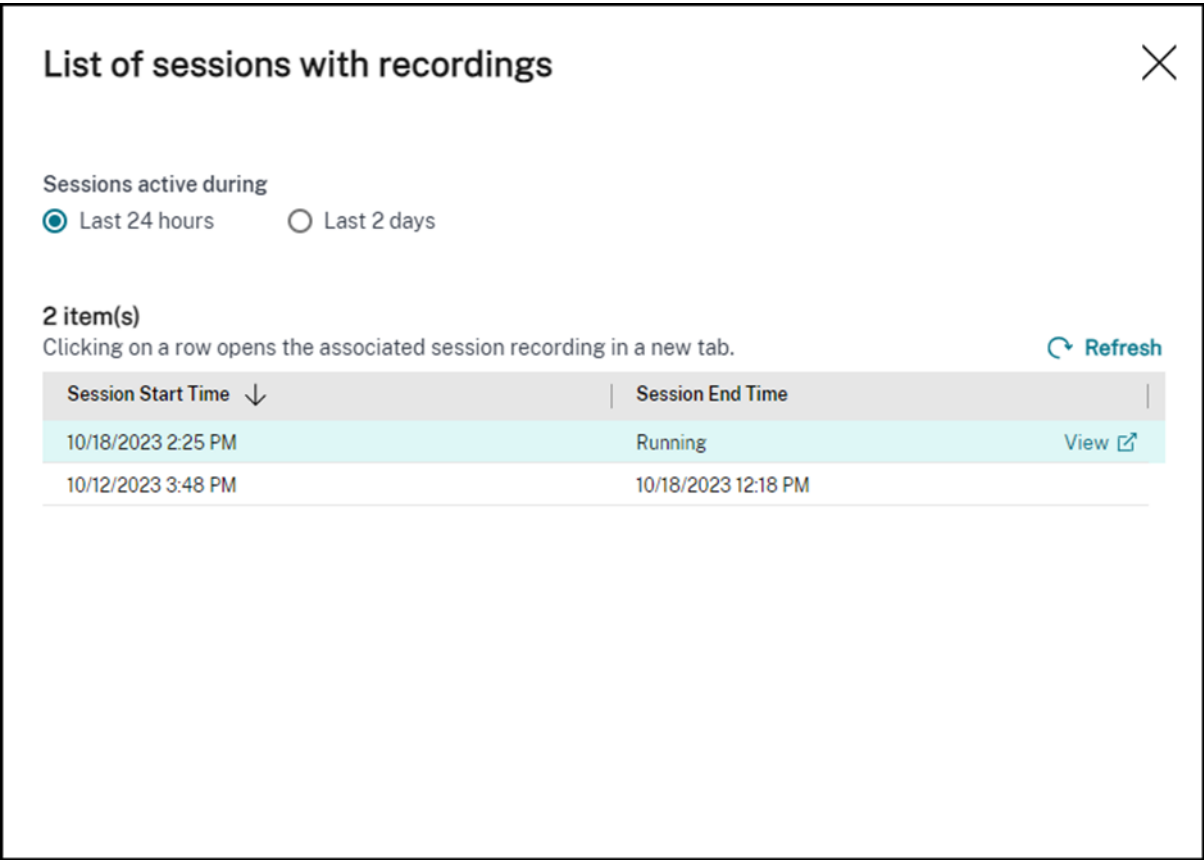 List of sessions with recordings
Sessions active during
Last 24 hours Last 2 days
2 item(s)
Clicking on a row opens the associated session recording in a new tab. Refresh
Session Start Time Session End Time
10/18/2023 2:25 PM Running View
10/12/2023 3:48 PM 10/18/2023 12:18 PM